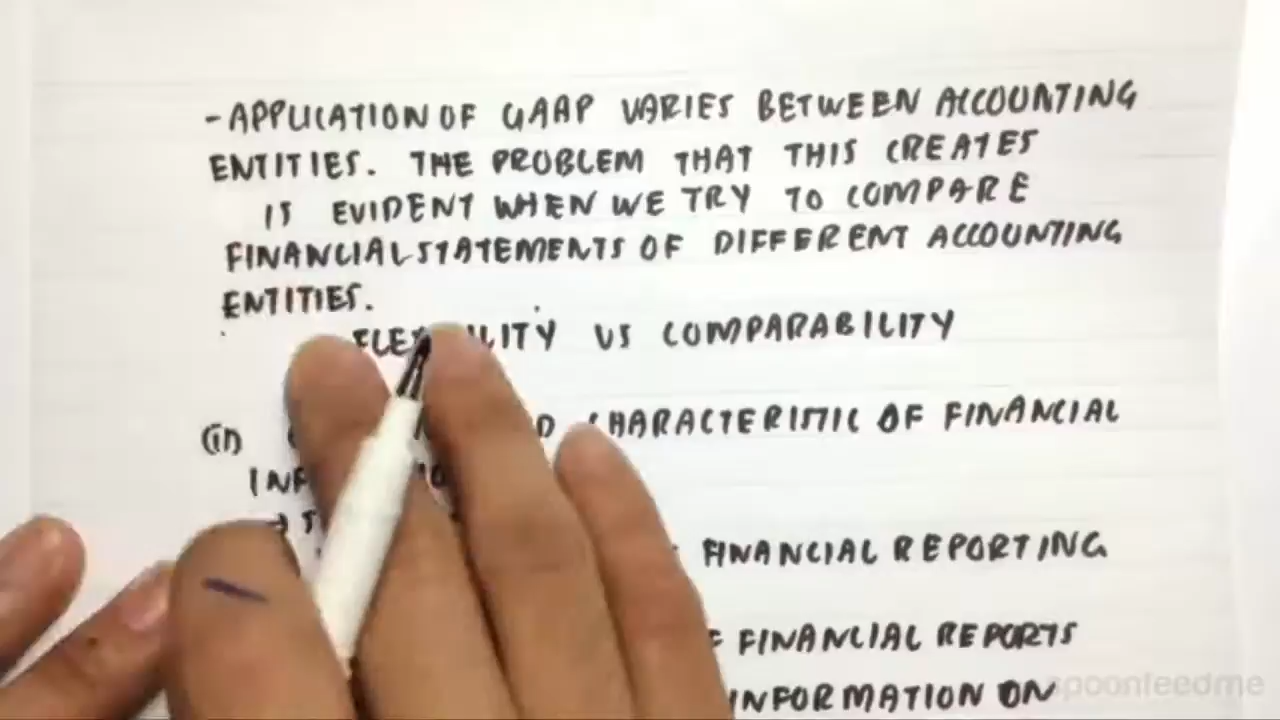 - APPLICATION OF GAAP VARIES BETWEEN ACCOUNTING
ENTITIES. THE PROBLEM THAT THIS CREATES
IS EVIDENT WHEN WE TRY TO COMPARE
FINANCIAL STATEMENTS OF DIFFERENT ACCOUNTING
ENTITIES.
VS COMPARABILITY
(ii) CHARACTERISTIC OF FINANCIAL
FINANCIAL REPORTING
FINANCIAL REPORTS
INFORMATION ON
spoonfeedme